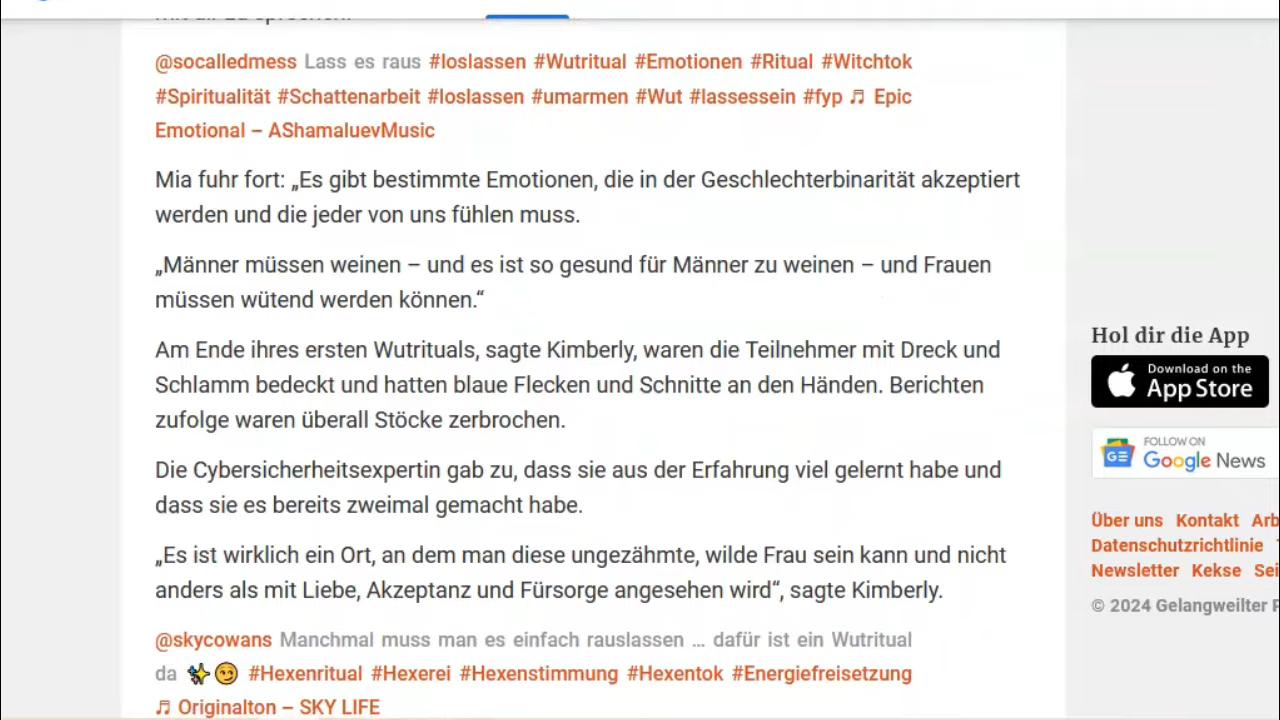 mit dir zu sprechen.
@socalledmess Lass es raus #loslassen #Wutritual #Emotionen #Ritual #Witchtok
#Spiritualität #Schattenarbeit #loslassen #umarmen #Wut #lassessein #fyp ♬ Epic
Emotional – AShamaluevMusic
Mia fuhr fort: „Es gibt bestimmte Emotionen, die in der Geschlechterbinarität akzeptiert
werden und die jeder von uns fühlen muss.
„Männer müssen weinen – und es ist so gesund für Männer zu weinen – und Frauen
müssen wütend werden können.“
Am Ende ihres ersten Wutrituals, sagte Kimberly, waren die Teilnehmer mit Dreck und
Schlamm bedeckt und hatten blaue Flecken und Schnitte an den Händen. Berichten
zufolge waren überall Stöcke zerbrochen.
Die Cybersicherheitsexpertin gab zu, dass sie aus der Erfahrung viel gelernt habe und
dass sie es bereits zweimal gemacht habe.
„Es ist wirklich ein Ort, an dem man diese ungezähmte, wilde Frau sein kann und nicht
anders als mit Liebe, Akzeptanz und Fürsorge angesehen wird“, sagte Kimberly.
@skycowans Manchmal muss man es einfach rauslassen … dafür ist ein Wutritual
da ✨😏 #Hexenritual #Hexerei #Hexenstimmung #Hexentok #Energiefreisetzung
♬ Originalton – SKY LIFE
Hol dir die App
Download on the
App Store
FOLLOW ON
GE Google News
Über uns Kontakt Arb
Datenschutzrichtlinie
Newsletter Kekse Sei
© 2024 Gelangweilter P